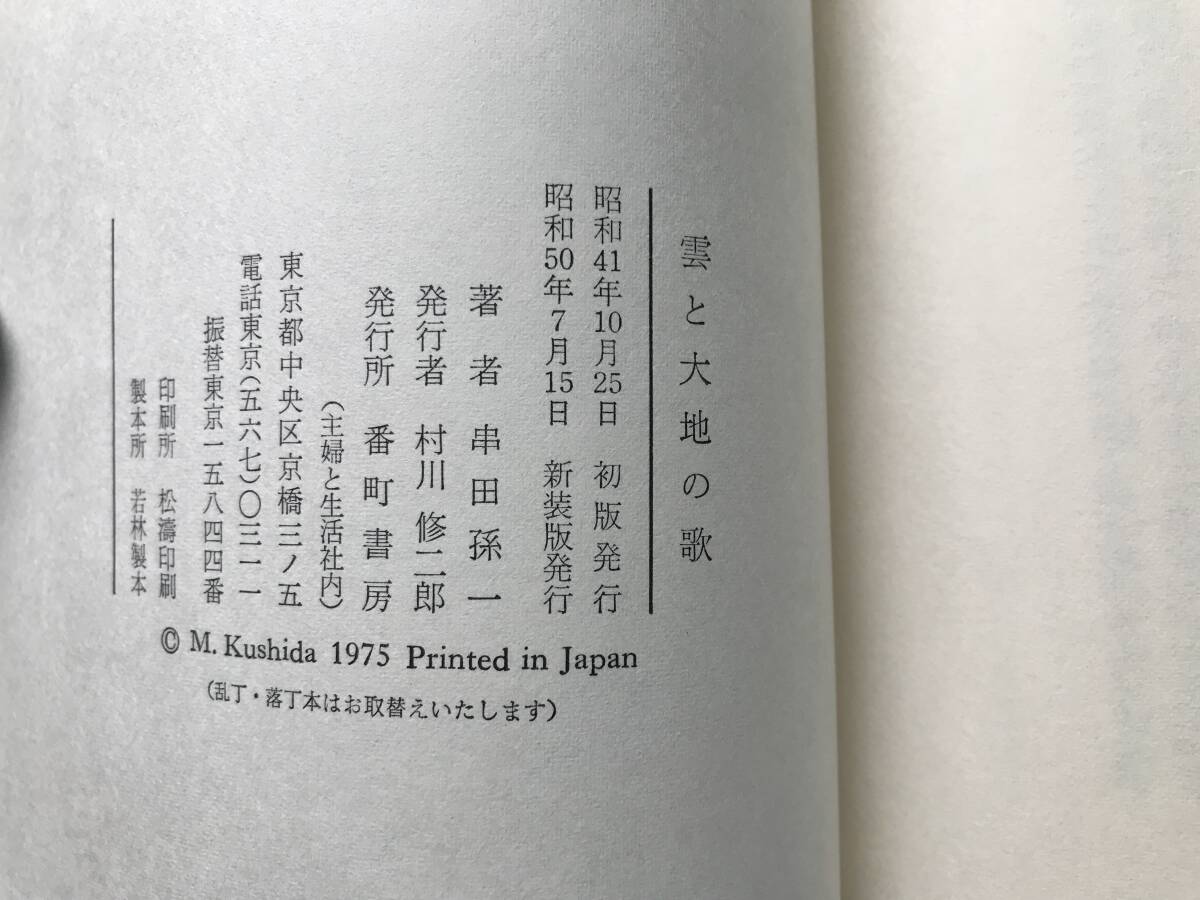 雲と大地の歌
昭和41年10月25日 初版発行
昭和50年7月15日 新装版発行
著者 串田孫一
発行者 村川修二郎
発行所 番町書房
(主婦と生活社内)
東京都中央区京橋三ノ五
電話東京(五六七)〇三一一
振替東京一五八四四番
印刷所 松濤印刷
製本所 若林製本
© M. Kushida 1975 Printed in Japan
(乱丁・落丁本はお取替えいたします)